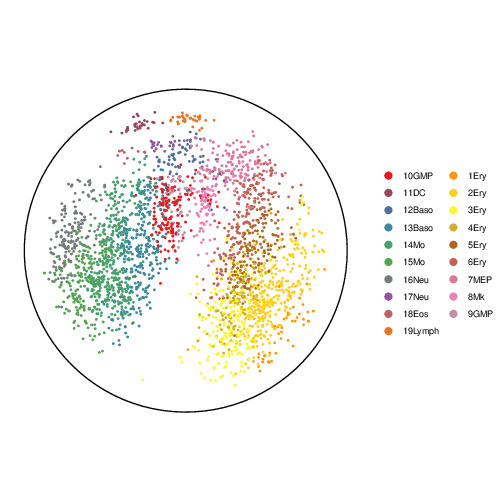 10GMP 1Ery
11DC 2Ery
12Baso 3Ery
13Baso 4Ery
14Mo 5Ery
15Mo 6Ery
16Neu 7MEP
17Neu 8Mk
18Eos 9GMP
19Lymph